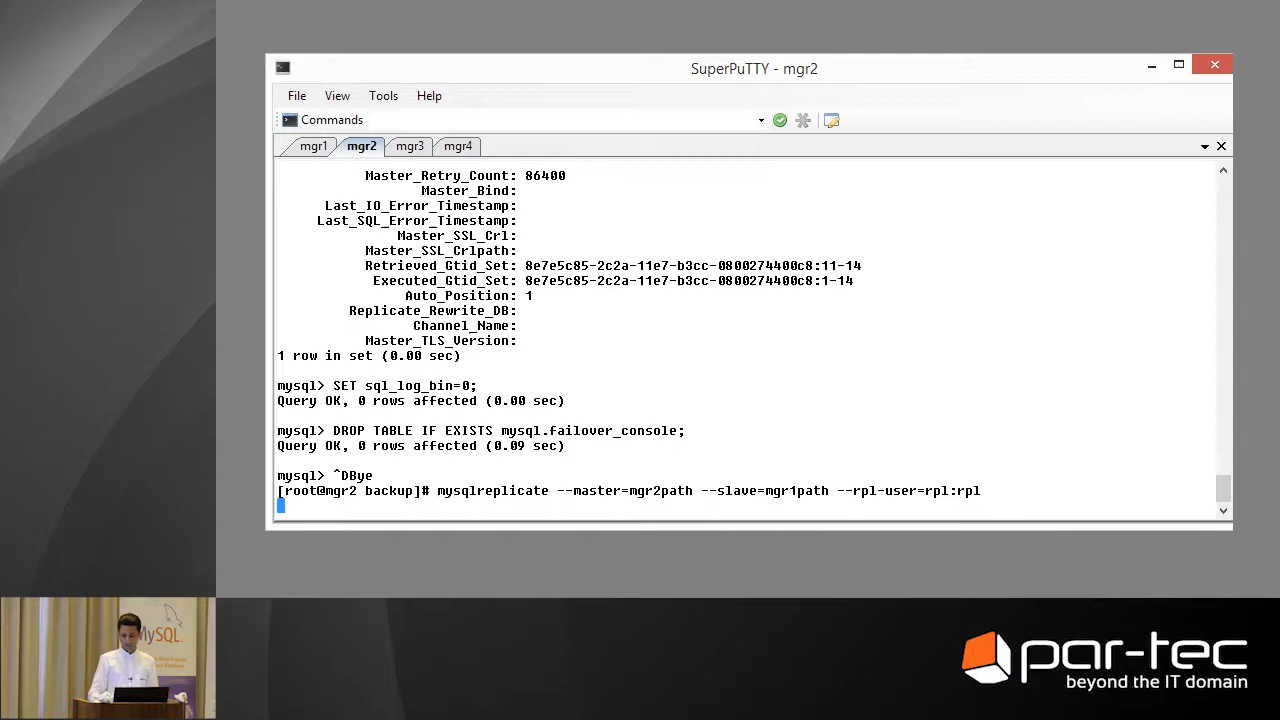 SuperPuTTY - mgr2
File View Tools Help
Commands
mgr1 mgr2 mgr3 mgr4
Master_Retry_Count: 86400
Master_Bind:
Last_IO_Error_Timestamp:
Last_SQL_Error_Timestamp:
Master_SSL_Crl:
Master_SSL_Crlpath:
Retrieved_Gtid_Set: 8e7e5c85-2c2a-11e7-b3cc-0800274400c8:11-14
Executed_Gtid_Set: 8e7e5c85-2c2a-11e7-b3cc-0800274400c8:1-14
Auto_Position: 1
Replicate_Rewrite_DB:
Channel_Name:
Master_TLS_Version:
1 row in set (0.00 sec)
mysql> SET sql_log_bin=0;
Query OK, 0 rows affected (0.00 sec)
mysql> DROP TABLE IF EXISTS mysql.failover_console;
Query OK, 0 rows affected (0.09 sec)
mysql> ^DBye
[root@mgr2 backup]# mysqlreplicate --master=mgr2path --slave=mgr1path --rpl-user=rpl:rpl
MySQL
par-tec
beyond the IT domain